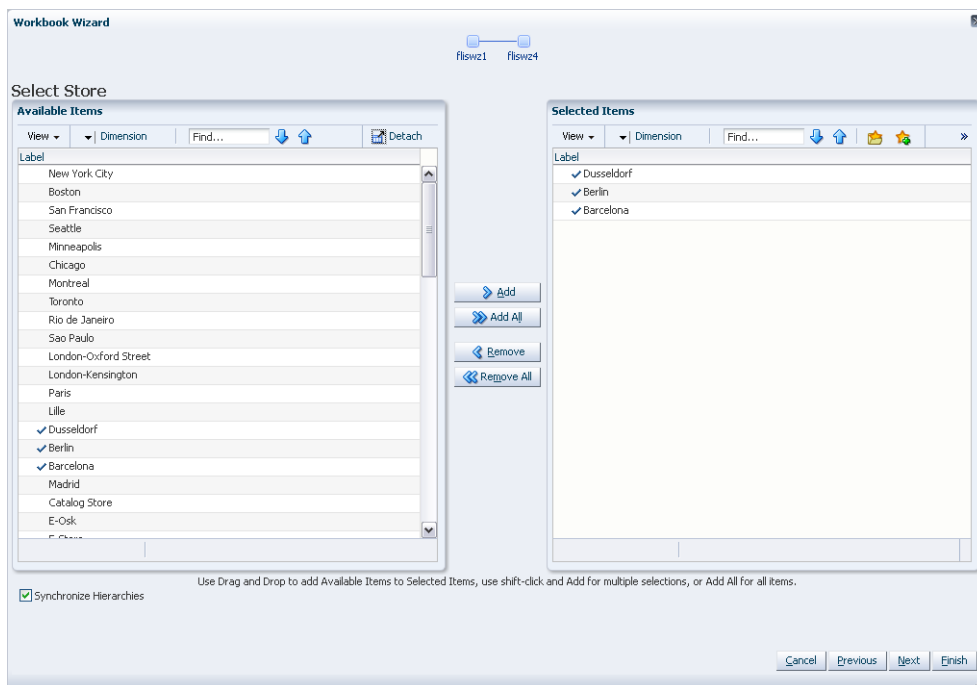 Workbook Wizard
fliswz1 fliswz4
Select Store
Available Items
View Dimension Find... Detach
Label
New York City
Boston
San Francisco
Seattle
Minneapolis
Chicago
Montreal
Toronto
Rio de Janeiro
Sao Paulo
London-Oxford Street
London-Kensington
Paris
Lille
Dusseldorf
Berlin
Barcelona
Madrid
Catalog Store
E-Osk
Add
Add All
Remove
Remove All
Selected Items
View Dimension Find... »
Label
Dusseldorf
Berlin
Barcelona
Use Drag and Drop to add Available Items to Selected Items, use shift-click and Add for multiple selections, or Add All for all items.
Synchronize Hierarchies
Cancel Previous Next Finish